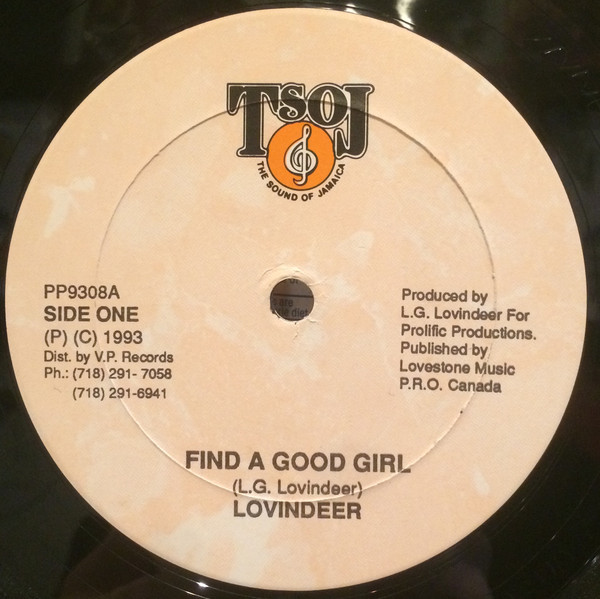 TSOJ
THE SOUND OF JAMAICA
PP9308A
SIDE ONE
(P) (C) 1993
Dist. by V.P. Records
Ph.: (718) 291- 7058
(718) 291-6941
Produced by
L.G. Lovindeer For
Prolific Productions.
Published by
Lovestone Music
P.R.O. Canada
FIND A GOOD GIRL
(L.G. Lovindeer)
LOVINDEER